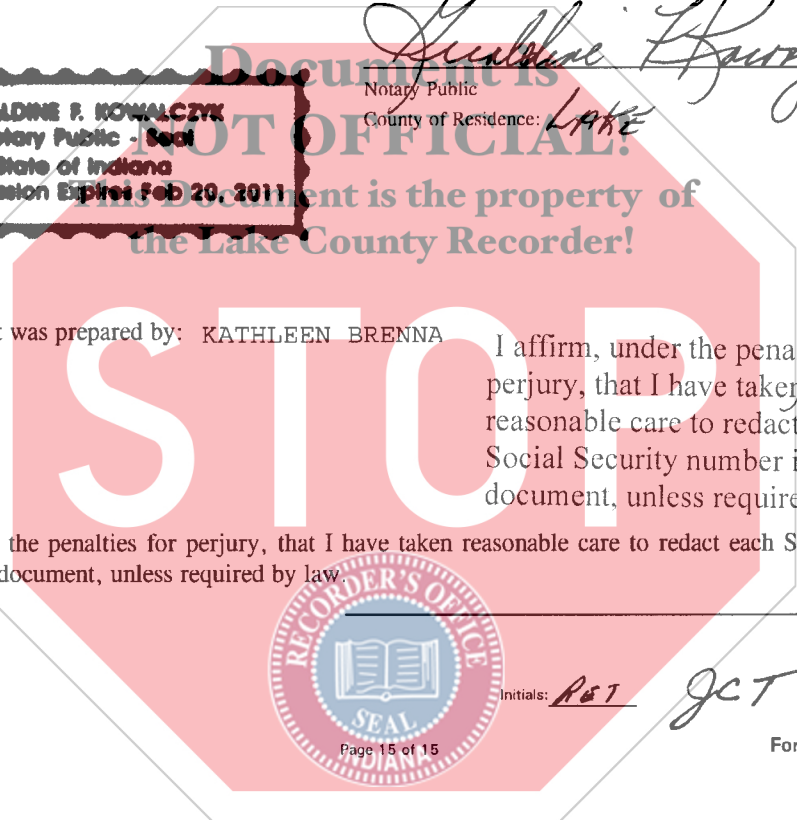 Geraldine F. Kowa
Document is
Notary Public
County of Residence: LAKE
ALDINE F. KOWALCZYK
otary Public - Seal
State of Indiana
ssion Expires Feb 20, 2011
NOT OFFICIAL!
This Document is the property of
the Lake County Recorder!
t was prepared by: KATHLEEN BRENNA
I affirm, under the pena
perjury, that I have taken
reasonable care to redact
Social Security number i
document, unless require
STOP
the penalties for perjury, that I have taken reasonable care to redact each S
document, unless required by law.
RECORDER'S OFFICE
SEAL
INDIANA
Initials: RET JCT
Page 15 of 15
For